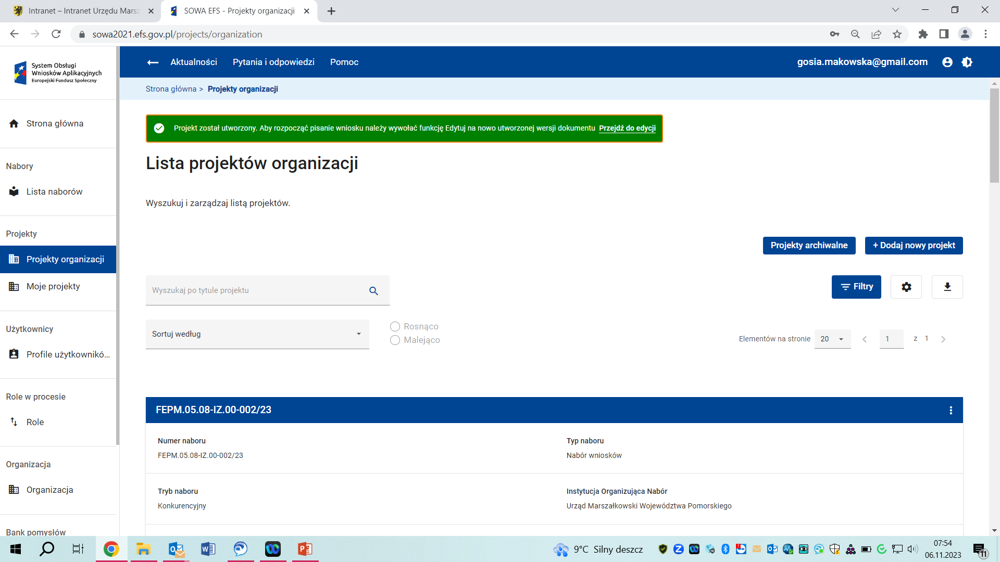 Intranet – Intranet Urzędu Marsz
SOWA EFS - Projekty organizacji
sowa2021.efs.gov.pl/projects/organization
System Obsługi
Wniosków Aplikacyjnych
Europejski Fundusz Społeczny
Aktualności
Pytania i odpowiedzi
Pomoc
gosia.makowska@gmail.com
Strona główna >
Projekty organizacji
Strona główna
Nabory
Lista naborów
Projekty
Projekty organizacji
Moje projekty
Użytkownicy
Profile użytkownikó...
Role w procesie
Role
Organizacja
Organizacja
Bank pomysłów
Projekt został utworzony. Aby rozpocząć pisanie wniosku należy wywołać funkcję Edytuj na nowo utworzonej wersji dokumentu Przejdź do edycji
Lista projektów organizacji
Wyszukuj i zarządzaj listą projektów.
Projekty archiwalne
+ Dodaj nowy projekt
Wyszukaj po tytule projektu
Filtry
Sortuj według
Rosnąco
Malejąco
Elementów na stronie 20
1 z 1
FEPM.05.08-IZ.00-002/23
Numer naboru
FEPM.05.08-IZ.00-002/23
Typ naboru
Nabór wniosków
Tryb naboru
Konkurencyjny
Instytucja Organizująca Nabór
Urząd Marszałkowski Województwa Pomorskiego
9°C Silny deszcz
07:54
06.11.2023
11